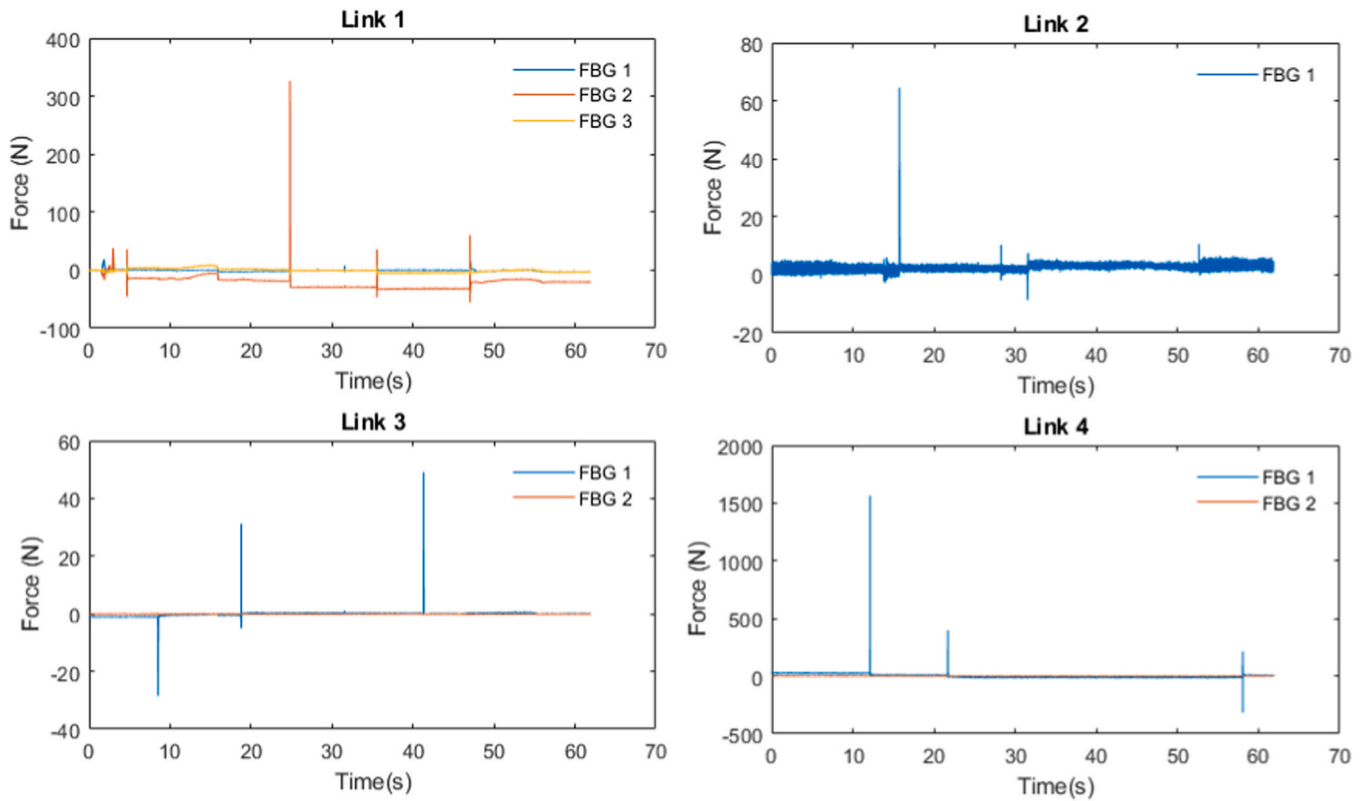 Link 1
400
300
200
100
0
-100
Force (N)
FBG 1
FBG 2
FBG 3
0 10 20 30 40 50 60 70
Time(s)
Link 2
80
60
40
20
0
-20
Force (N)
FBG 1
0 10 20 30 40 50 60 70
Time(s)
Link 3
60
40
20
0
-20
-40
Force (N)
FBG 1
FBG 2
0 10 20 30 40 50 60 70
Time(s)
Link 4
2000
1500
1000
500
0
-500
Force (N)
FBG 1
FBG 2
0 10 20 30 40 50 60 70
Time(s)